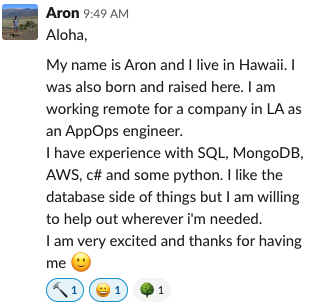 Aron 9:49 AM
Aloha,
My name is Aron and I live in Hawaii. I
was also born and raised here. I am
working remote for a company in LA as
an AppOps engineer.
I have experience with SQL, MongoDB,
AWS, c# and some python. I like the
database side of things but I am willing
to help out wherever i'm needed.
I am very excited and thanks for having
me 🙂
🔨 1 😀 1 🌳 1